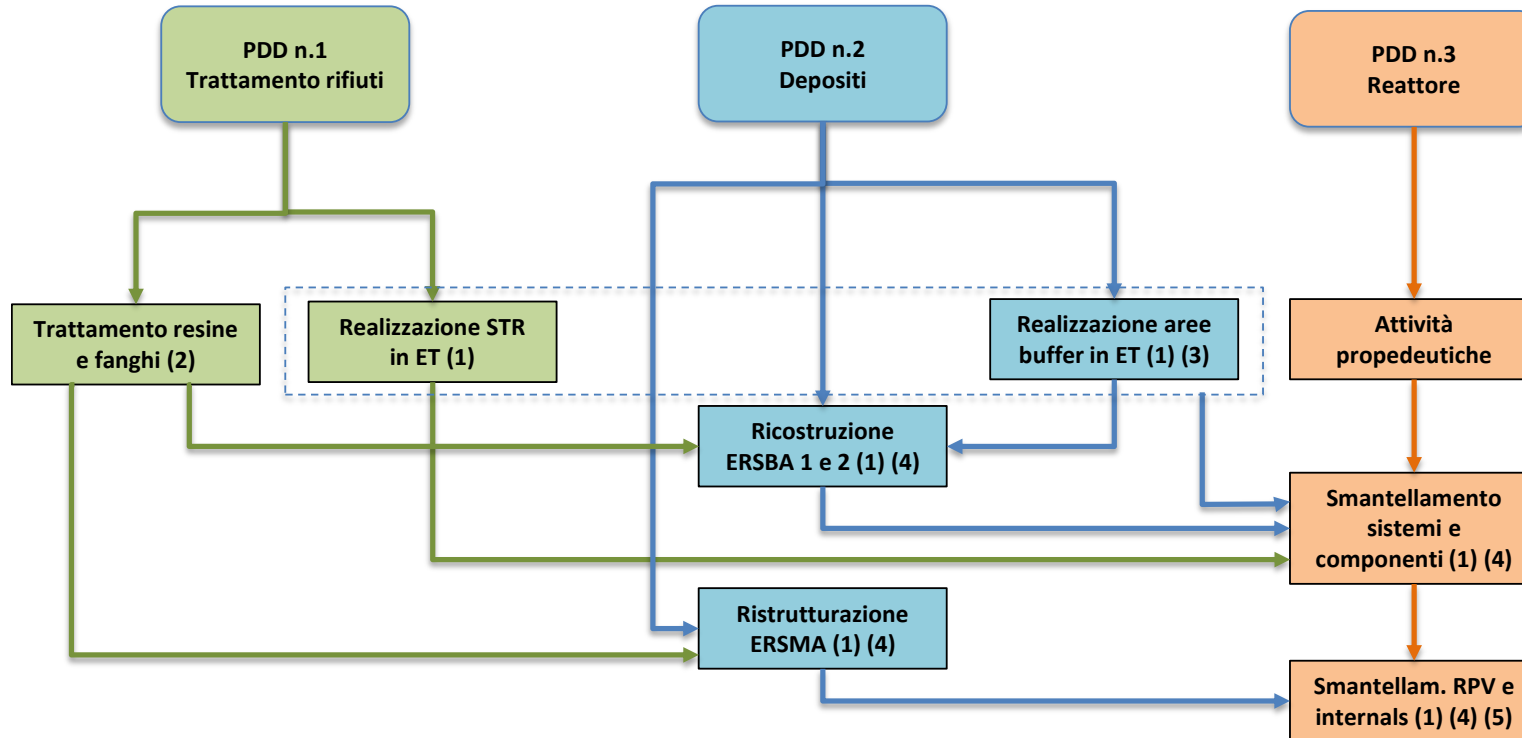 PDD n.1
Trattamento rifiuti
PDD n.2
Depositi
PDD n.3
Reattore
Trattamento resine
e fanghi (2)
Realizzazione STR
in ET (1)
Realizzazione aree
buffer in ET (1) (3)
Attività
propedeutiche
Ricostruzione
ERSBA 1 e 2 (1) (4)
Smantellamento
sistemi e
componenti (1) (4)
Ristrutturazione
ERSMA (1) (4)
Smantellam. RPV e
internals (1) (4) (5)